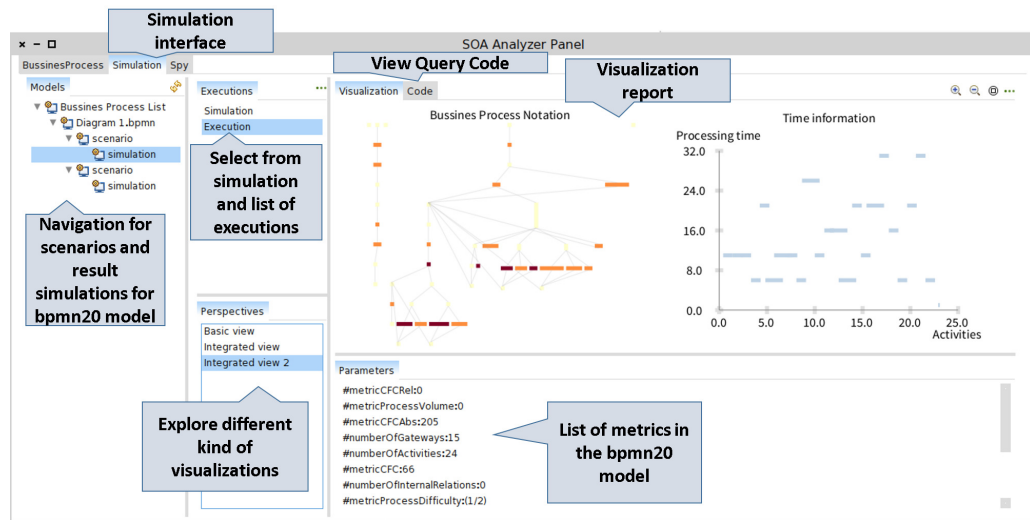 Simulation
interface
SOA Analyzer Panel
BussinesProcess
Simulation
Spy
View Query Code
Visualization
report
Models
Bussines Process List
Diagram 1.bpmn
scenario
simulation
scenario
simulation
Navigation for
scenarios and
result
simulations for
bpmn20 model
Executions
Simulation
Execution
Select from
simulation
and list of
executions
Perspectives
Basic view
Integrated view
Integrated view 2
Explore different
kind of
visualizations
Visualization
Code
Bussines Process Notation
Time information
Processing time
32.0
24.0
16.0
8.0
0.0
0.0
5.0
10.0
15.0
20.0
25.0
Activities
Parameters
#metricCFCRel:0
#metricProcessVolume:0
#metricCFCAbs:205
#numberOfGateways:15
#numberOfActivities:24
#metricCFC:66
#numberOfInternalRelations:0
#metricProcessDifficulty:(1/2)
List of metrics in
the bpmn20
model